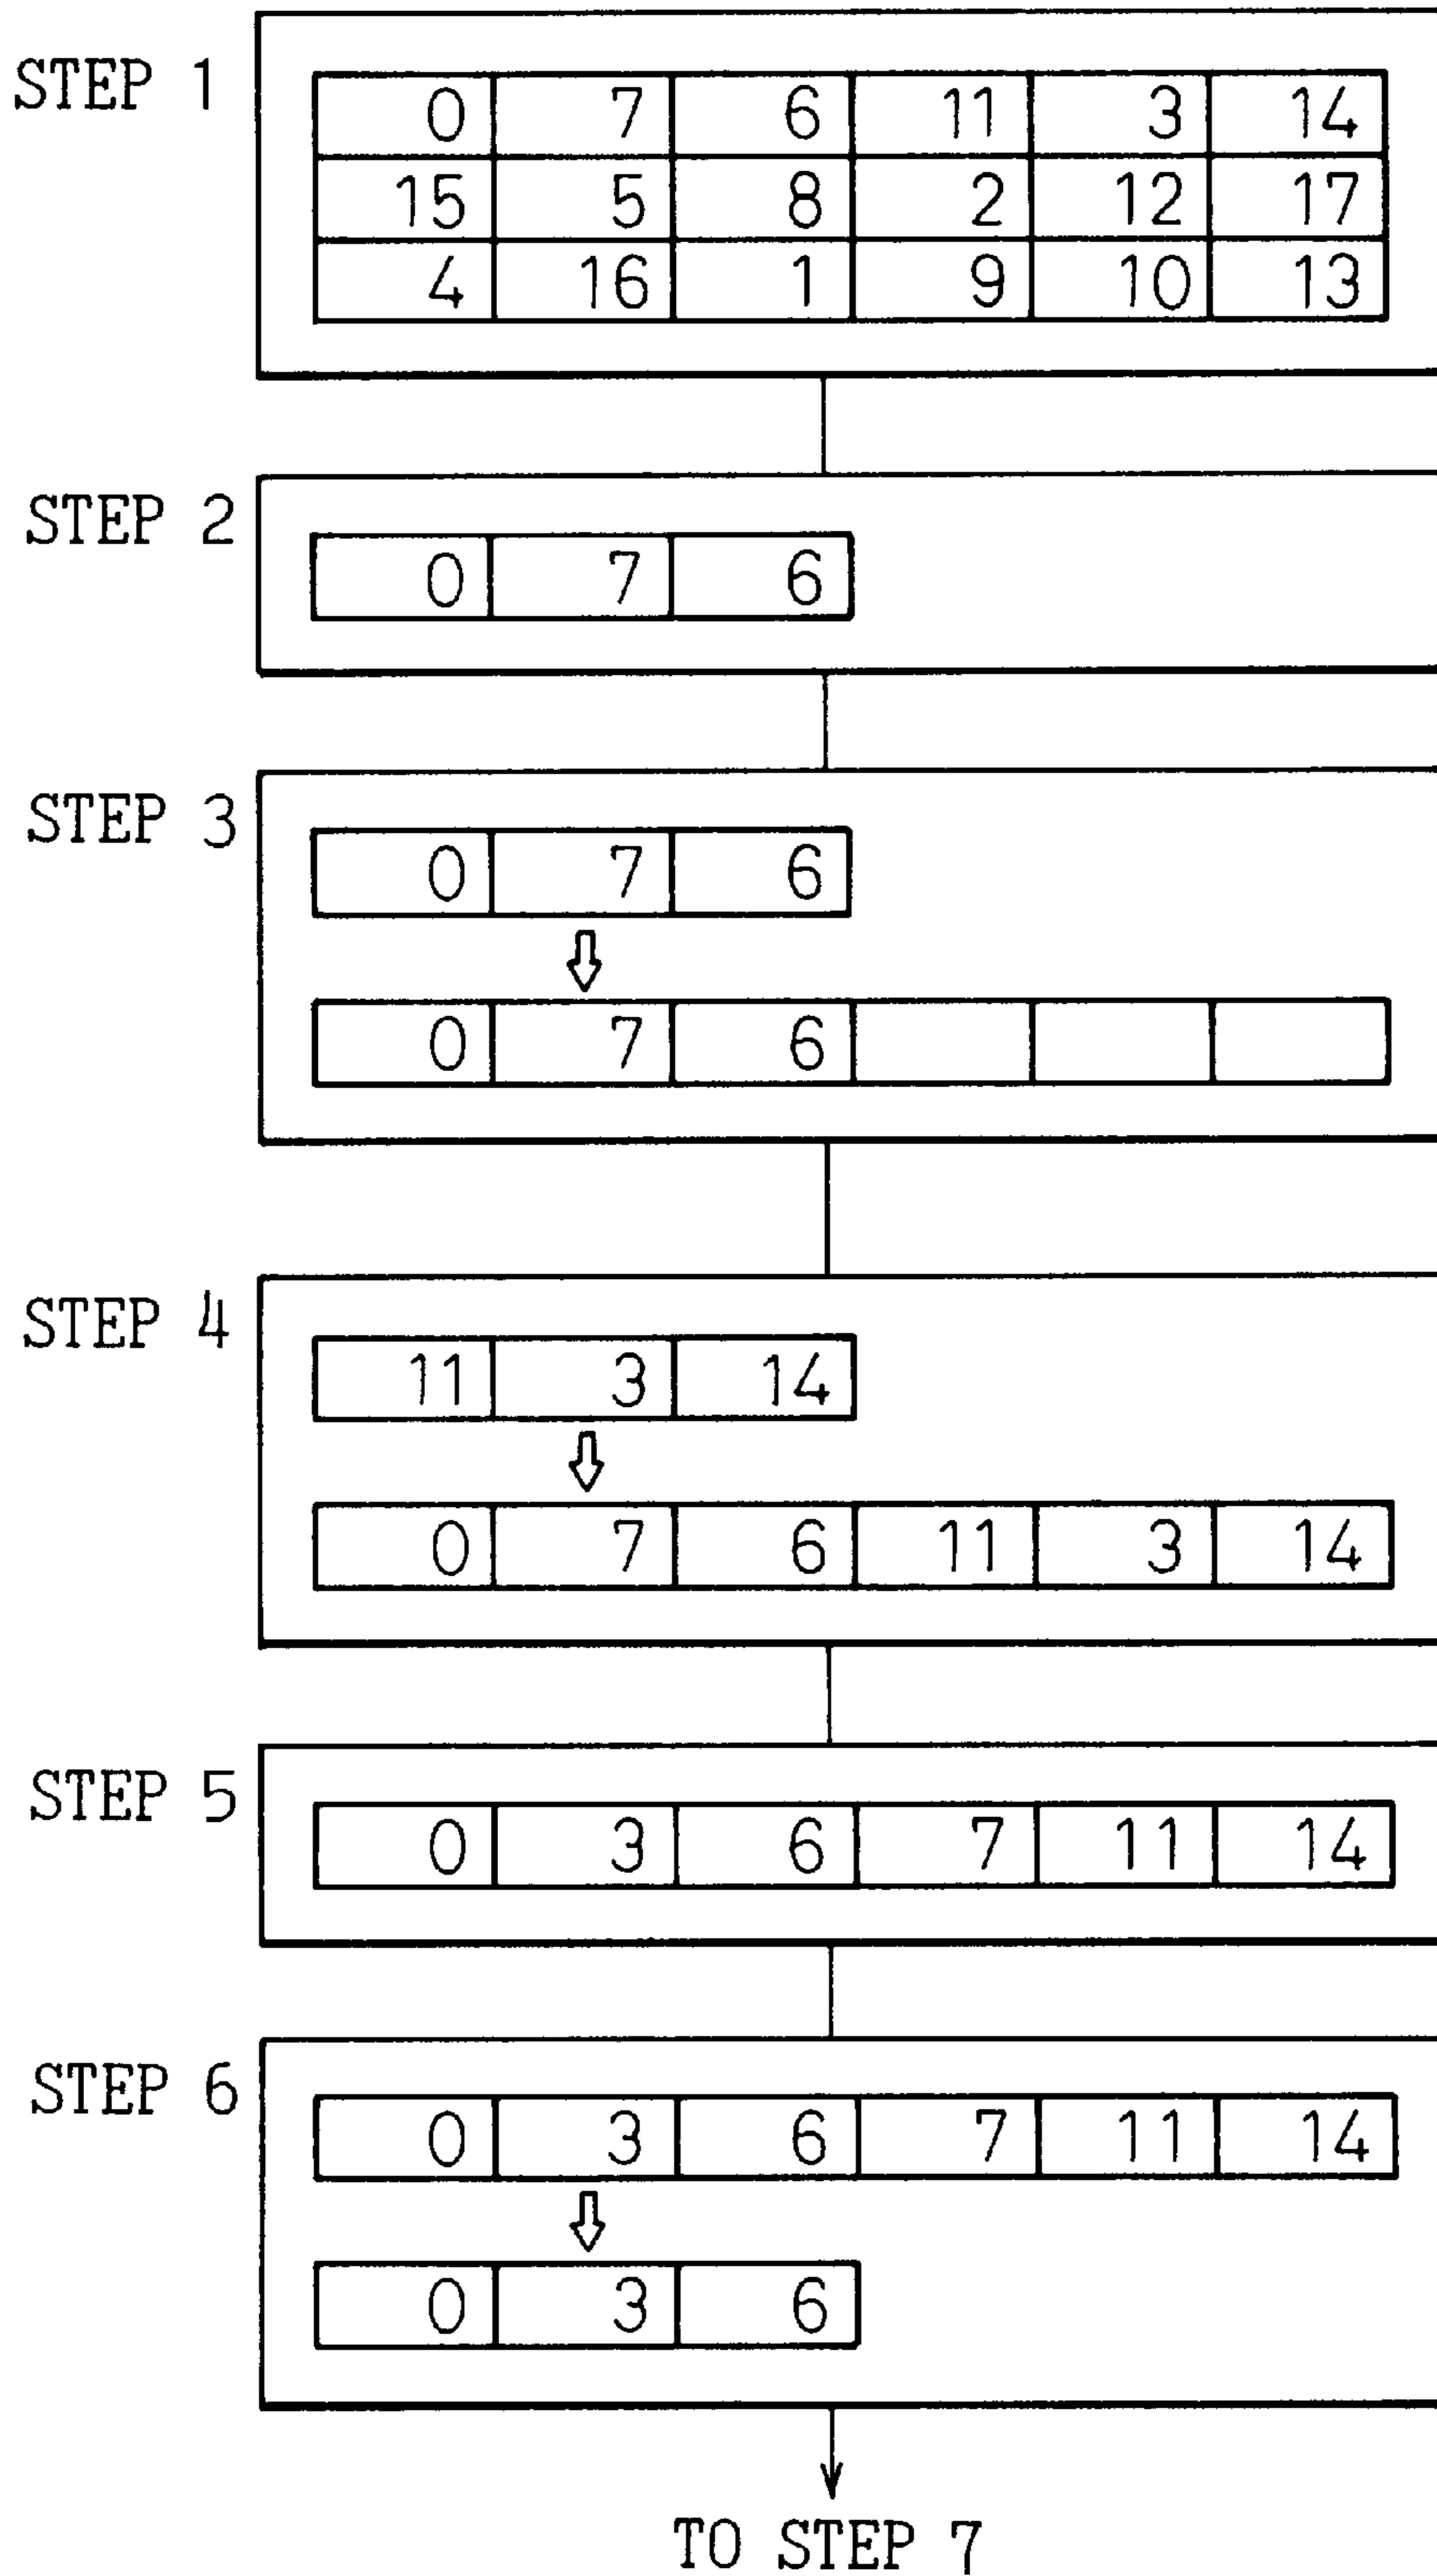 STEP 1
0 7 6 11 3 14
15 5 8 2 12 17
4 16 1 9 10 13
STEP 2
0 7 6
STEP 3
0 7 6
0 7 6
STEP 4
11 3 14
0 7 6 11 3 14
STEP 5
0 3 6 7 11 14
STEP 6
0 3 6 7 11 14
0 3 6
TO STEP 7